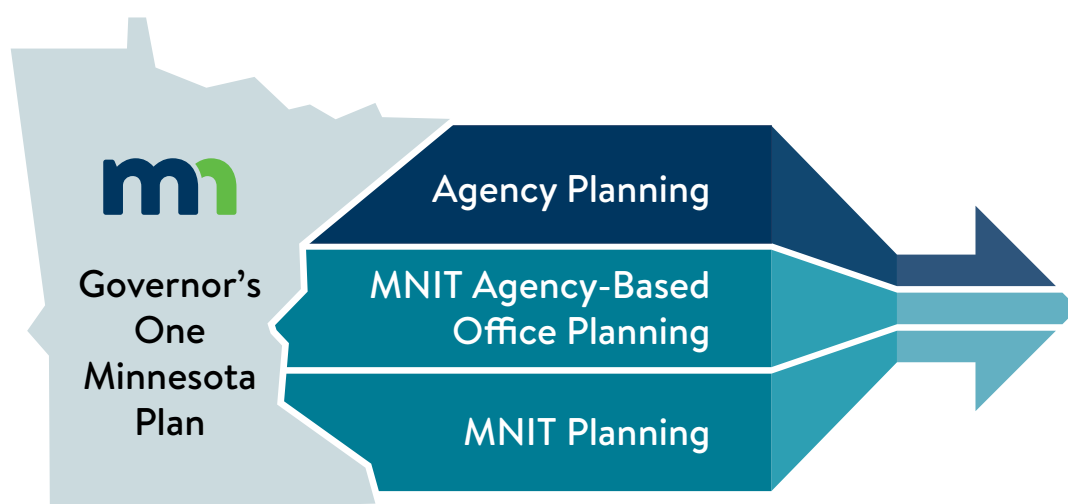 mn
Governor's
One
Minnesota
Plan
Agency Planning
MNIT Agency-Based
Office Planning
MNIT Planning